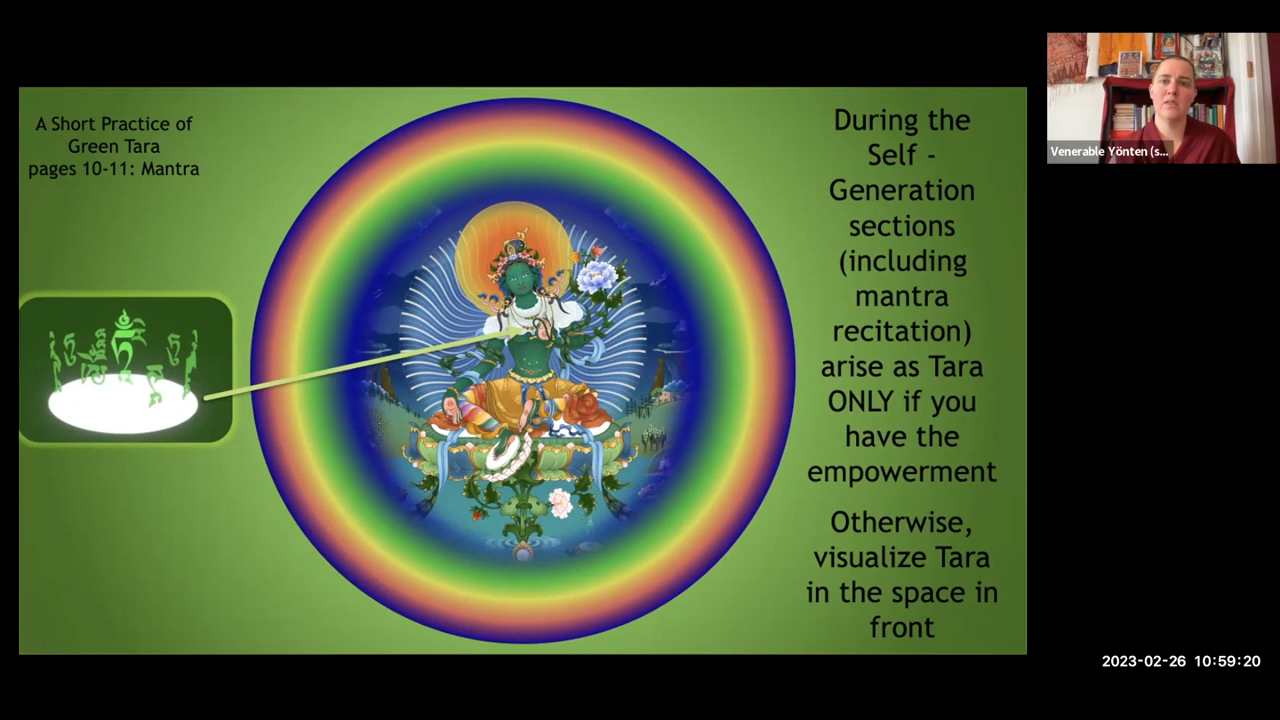 A Short Practice of
Green Tara
pages 10-11: Mantra
During the
Self -
Generation
sections
(including
mantra
recitation)
arise as Tara
ONLY if you
have the
empowerment
Otherwise,
visualize Tara
in the space in
front
Venerable Yönten (s...
2023-02-26 10:59:20